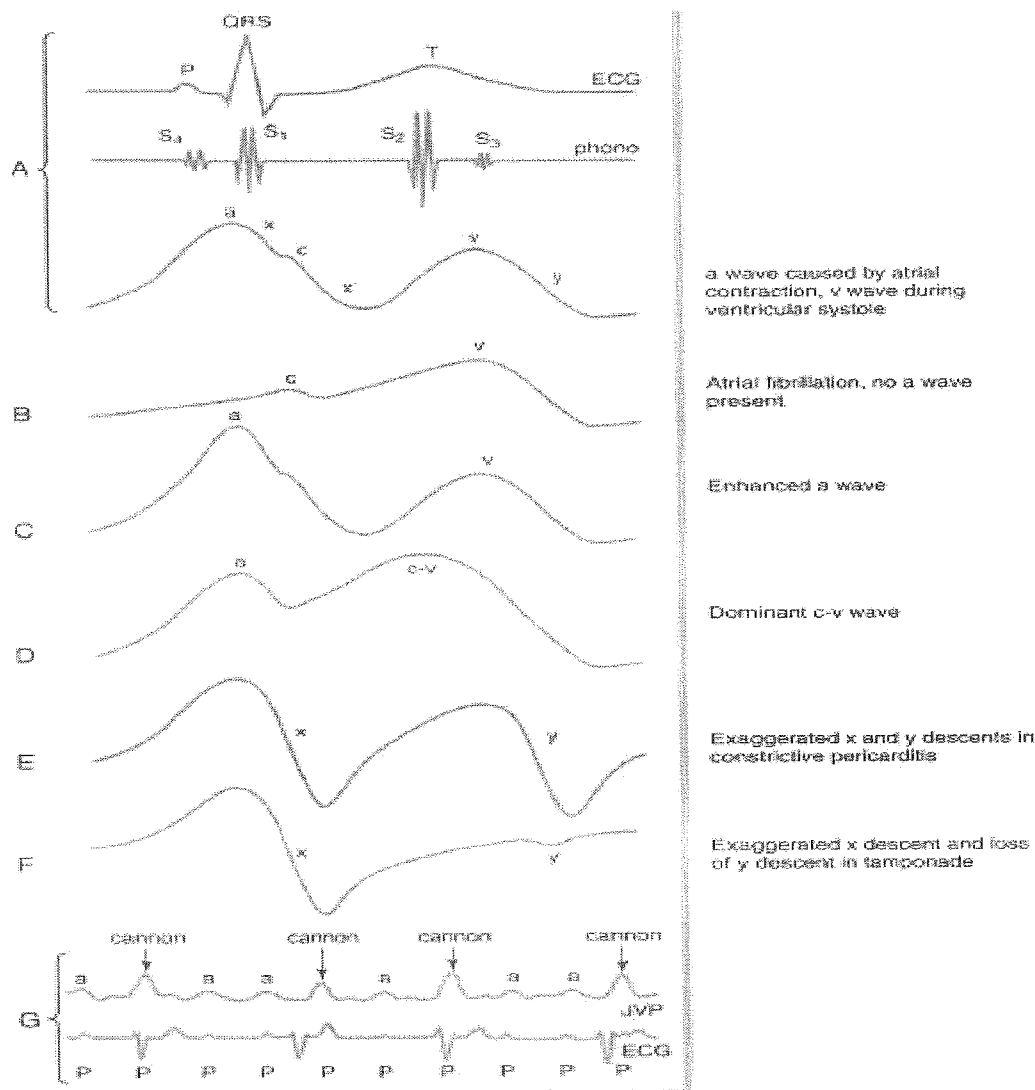 QRS
P
T
ECG
S4
S1
S2
S3
phono
A
a
x
c
x'
v
y
a wave caused by atrial
contraction, v wave during
ventricular systole
c
v
B
Atrial fibrillation, no a wave
present.
a
v
C
Enhanced a wave
a
c-v
D
Dominant c-v wave
x
y
E
Exaggerated x and y descents in
constrictive pericarditis
x
y
F
Exaggerated x descent and loss
of y descent in tamponade
cannon cannon cannon cannon
a a a a a a
JVP
G
ECG
P P P P P P P P P P